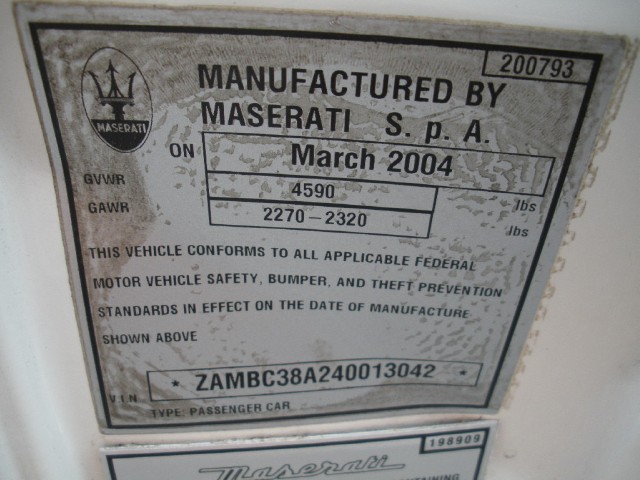 200793
MASERATI
MANUFACTURED BY
MASERATI S. p. A.
ON March 2004
GVWR 4590 lbs
GAWR 2270-2320 lbs
THIS VEHICLE CONFORMS TO ALL APPLICABLE FEDERAL
MOTOR VEHICLE SAFETY, BUMPER, AND THEFT PREVENTION
STANDARDS IN EFFECT ON THE DATE OF MANUFACTURE
SHOWN ABOVE
V.I.N * ZAMBC38A240013042 *
TYPE: PASSENGER CAR
198909
Maserati